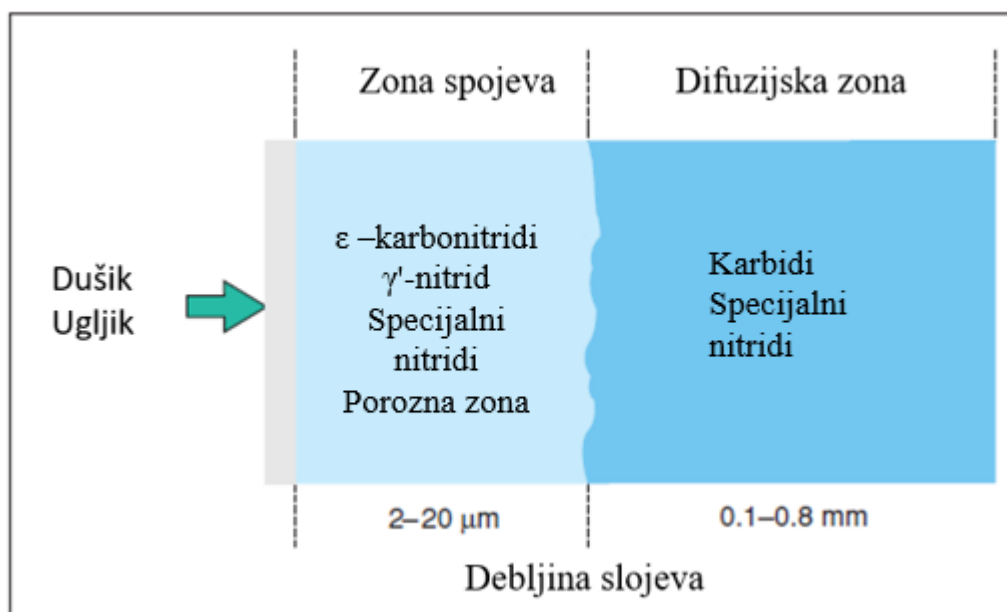 Zona spojeva
Difuzijska zona
Dušik
Ugljik
ε –karbonitridi
γ'-nitrid
Specijalni
nitridi
Porozna zona
Karbidi
Specijalni
nitridi
2–20 μm
0.1–0.8 mm
Debljina slojeva